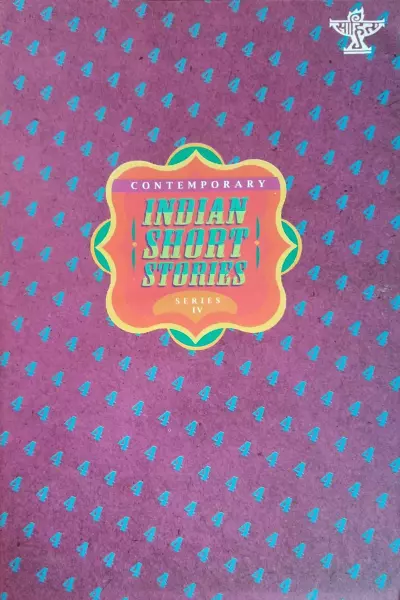 साहित्य
CONTEMPORARY
INDIAN
SHORT
STORIES
SERIES
IV